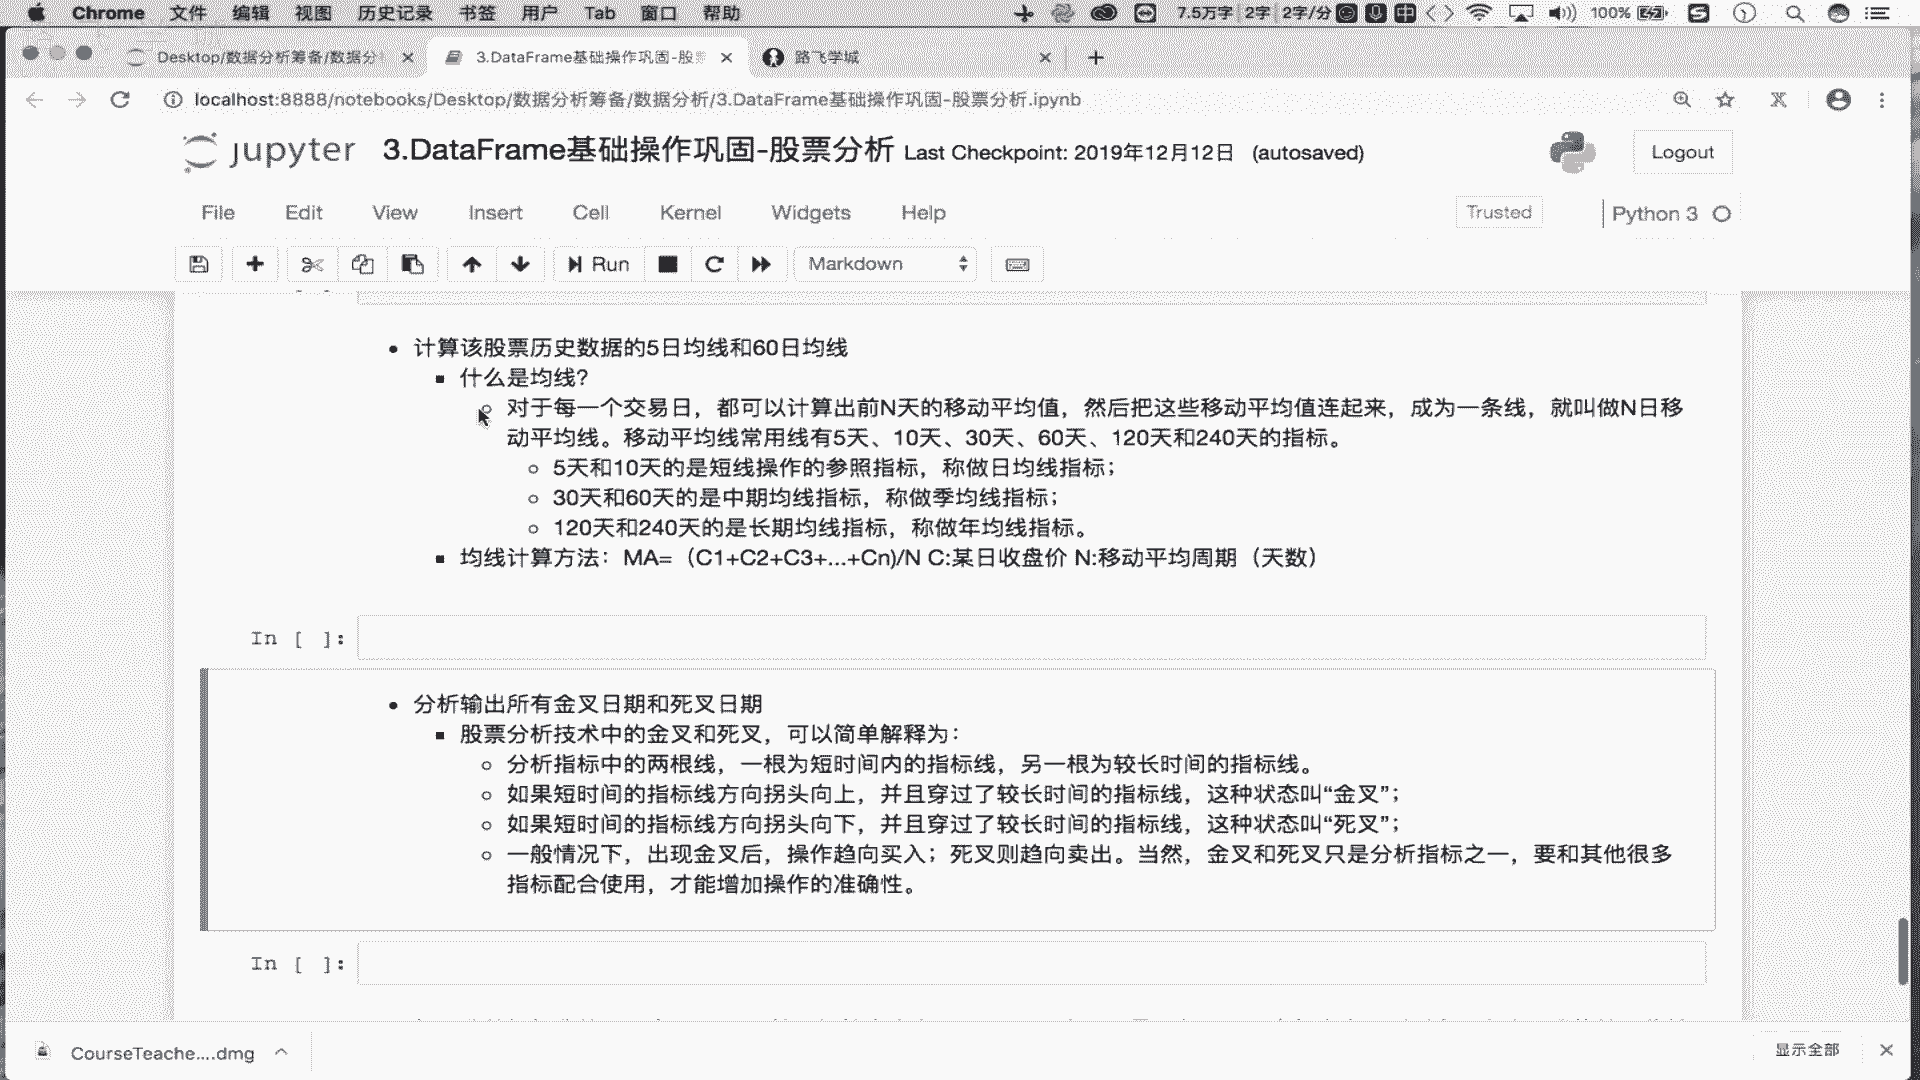 Chrome 文件 编辑 视图 历史记录 书签 用户 Tab 窗口 帮助 7.5万字 2字 2字/分 中 100%
Desktop/数据分析筹备/数据分 3.DataFrame基础操作巩固-股 路飞学城
localhost:8888/notebooks/Desktop/数据分析筹备/数据分析/3.DataFrame基础操作巩固-股票分析.ipynb
jupyter 3.DataFrame基础操作巩固-股票分析 Last Checkpoint: 2019年12月12日 (autosaved) Logout
File Edit View Insert Cell Kernel Widgets Help Trusted Python 3
Run Markdown
计算该股票历史数据的5日均线和60日均线
什么是均线？
对于每一个交易日，都可以计算出前N天的移动平均值，然后把这些移动平均值连起来，成为一条线，就叫做N日移
动平均线。移动平均线常用线有5天、10天、30天、60天、120天和240天的指标。
5天和10天的是短线操作的参照指标，称做日均线指标；
30天和60天的是中期均线指标，称做季均线指标；
120天和240天的是长期均线指标，称做年均线指标。
均线计算方法：MA=（C1+C2+C3+...+Cn)/N C:某日收盘价 N:移动平均周期（天数）
In [ ]:
分析输出所有金叉日期和死叉日期
股票分析技术中的金叉和死叉，可以简单解释为：
分析指标中的两根线，一根为短时间内的指标线，另一根为较长时间的指标线。
如果短时间的指标线方向拐头向上，并且穿过了较长时间的指标线，这种状态叫“金叉”；
如果短时间的指标线方向拐头向下，并且穿过了较长时间的指标线，这种状态叫“死叉”；
一般情况下，出现金叉后，操作趋向买入；死叉则趋向卖出。当然，金叉和死叉只是分析指标之一，要和其他很多
指标配合使用，才能增加操作的准确性。
In [ ]:
CourseTeache....dmg 显示全部